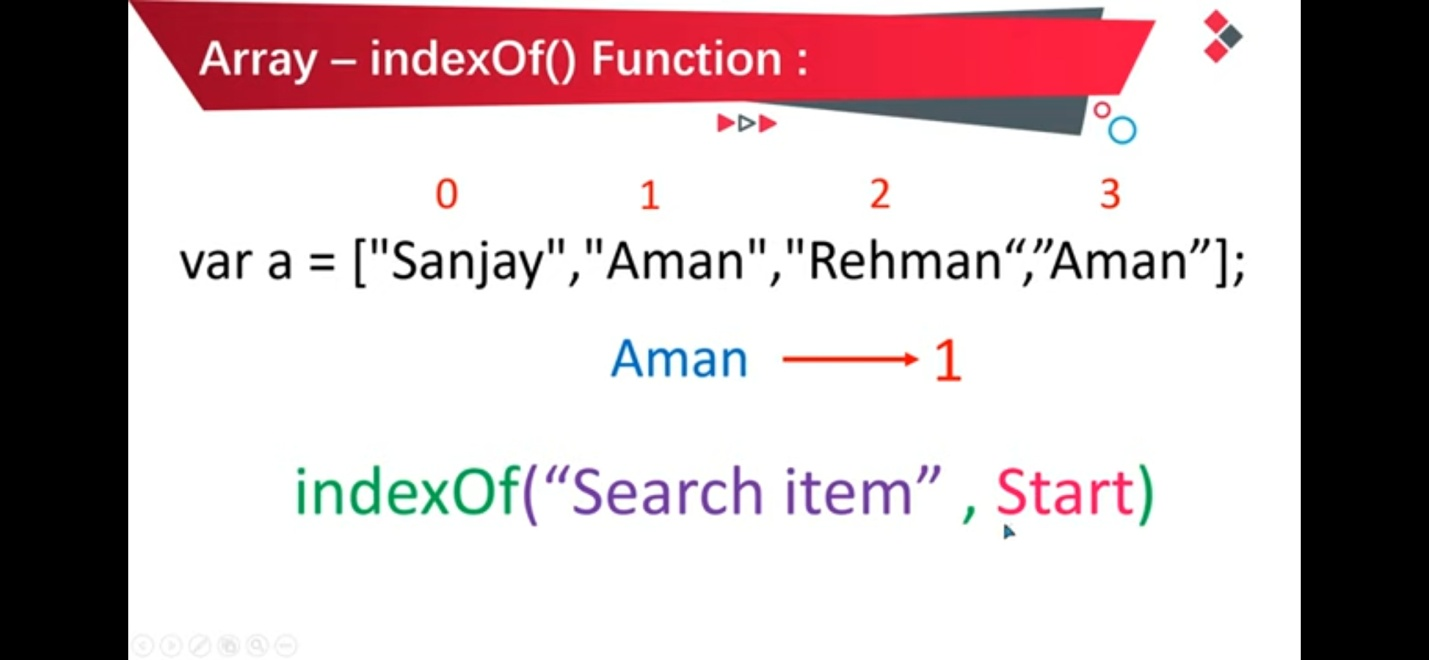 Array – indexOf() Function :
0 1 2 3
var a = ["Sanjay","Aman","Rehman“,”Aman”];
Aman 1
indexOf(“Search item” , Start)